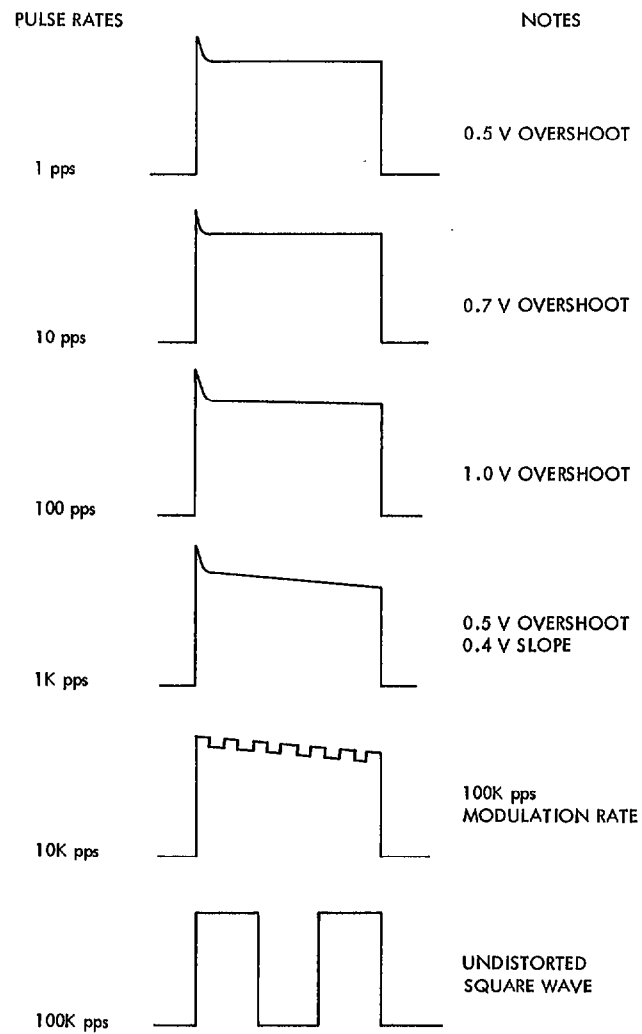 PULSE RATES
NOTES
0.5 V OVERSHOOT
1 pps
0.7 V OVERSHOOT
10 pps
1.0 V OVERSHOOT
100 pps
0.5 V OVERSHOOT
0.4 V SLOPE
1K pps
100K pps
MODULATION RATE
10K pps
UNDISTORTED
SQUARE WAVE
100K pps